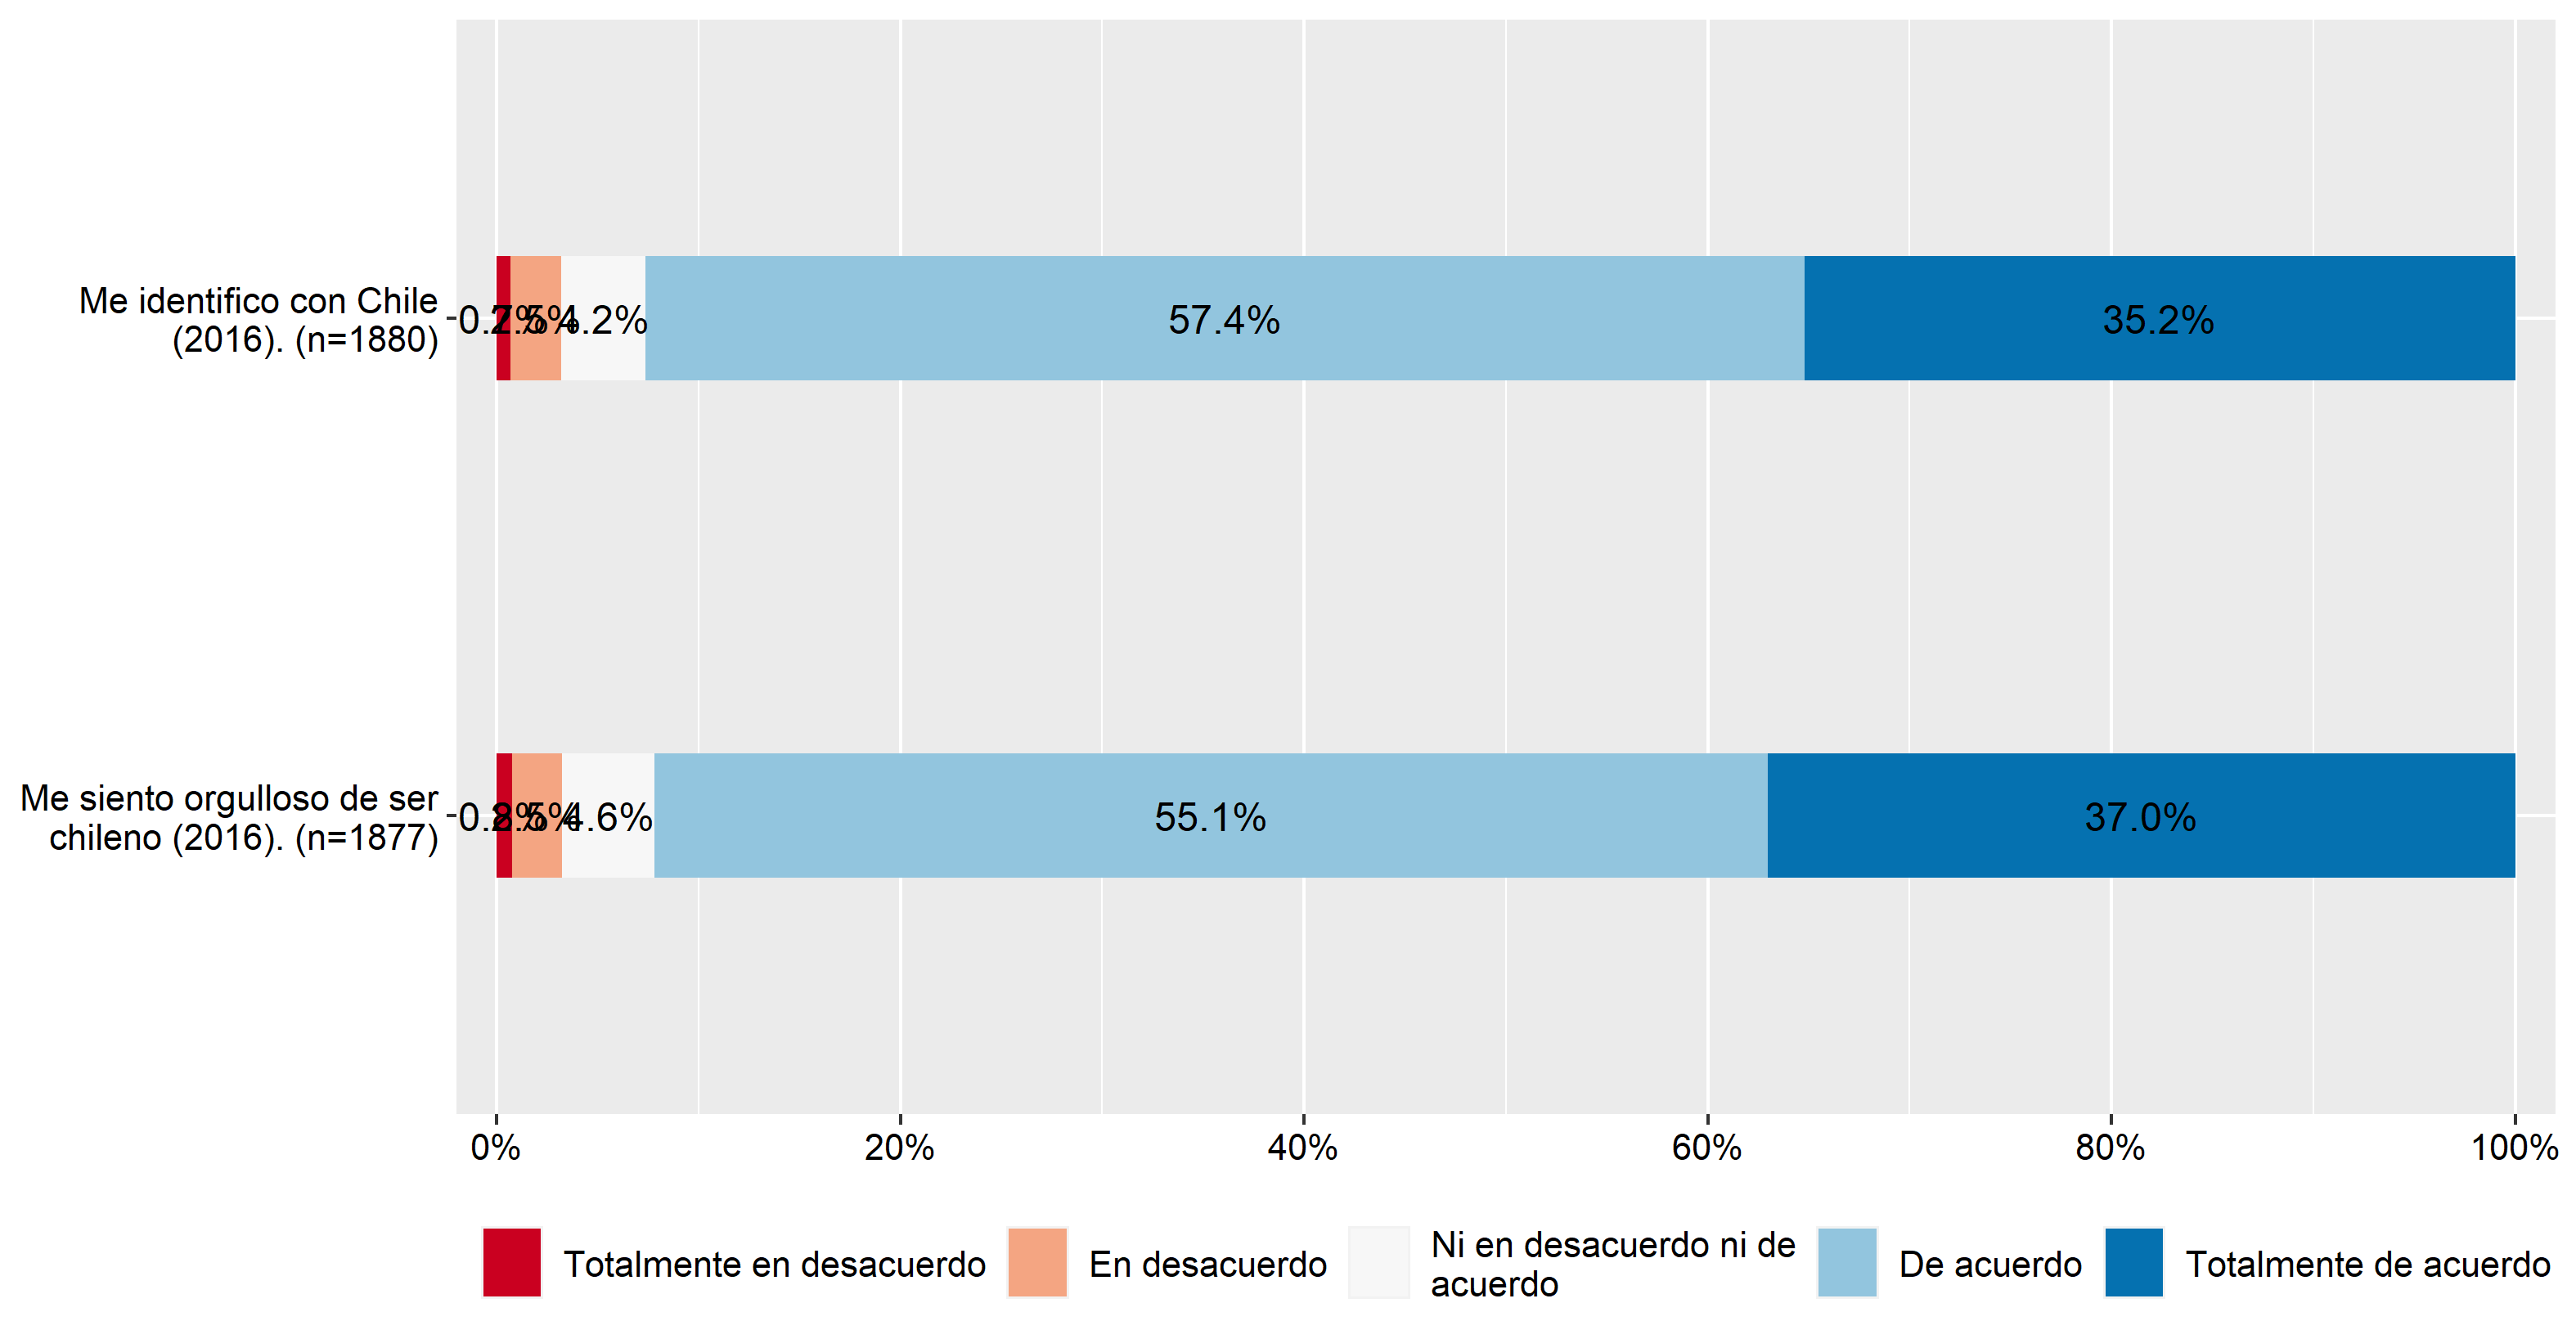 Me identifico con Chile
(2016). (n=1880)
0.7% 2.5% 4.2% 57.4% 35.2%
Me siento orgulloso de ser
chileno (2016). (n=1877)
0.8% 2.5% 4.6% 55.1% 37.0%
0% 20% 40% 60% 80% 100%
Totalmente en desacuerdo
En desacuerdo
Ni en desacuerdo ni de
acuerdo
De acuerdo
Totalmente de acuerdo